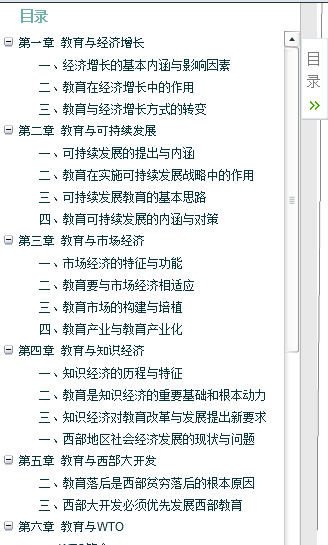 目录
第一章 教育与经济增长
一、经济增长的基本内涵与影响因素
二、教育在经济增长中的作用
三、教育与经济增长方式的转变
第二章 教育与可持续发展
一、可持续发展的提出与内涵
二、教育在实施可持续发展战略中的作用
三、可持续发展教育的基本思路
四、教育可持续发展的内涵与对策
第三章 教育与市场经济
一、市场经济的特征与功能
二、教育要与市场经济相适应
三、教育市场的构建与培植
四、教育产业与教育产业化
第四章 教育与知识经济
一、知识经济的历程与特征
二、教育是知识经济的重要基础和根本动力
三、知识经济对教育改革与发展提出新要求
一、西部地区社会经济发展的现状与问题
第五章 教育与西部大开发
二、教育落后是西部贫穷落后的根本原因
三、西部大开发必须优先发展西部教育
第六章 教育与WTO
目
录
»